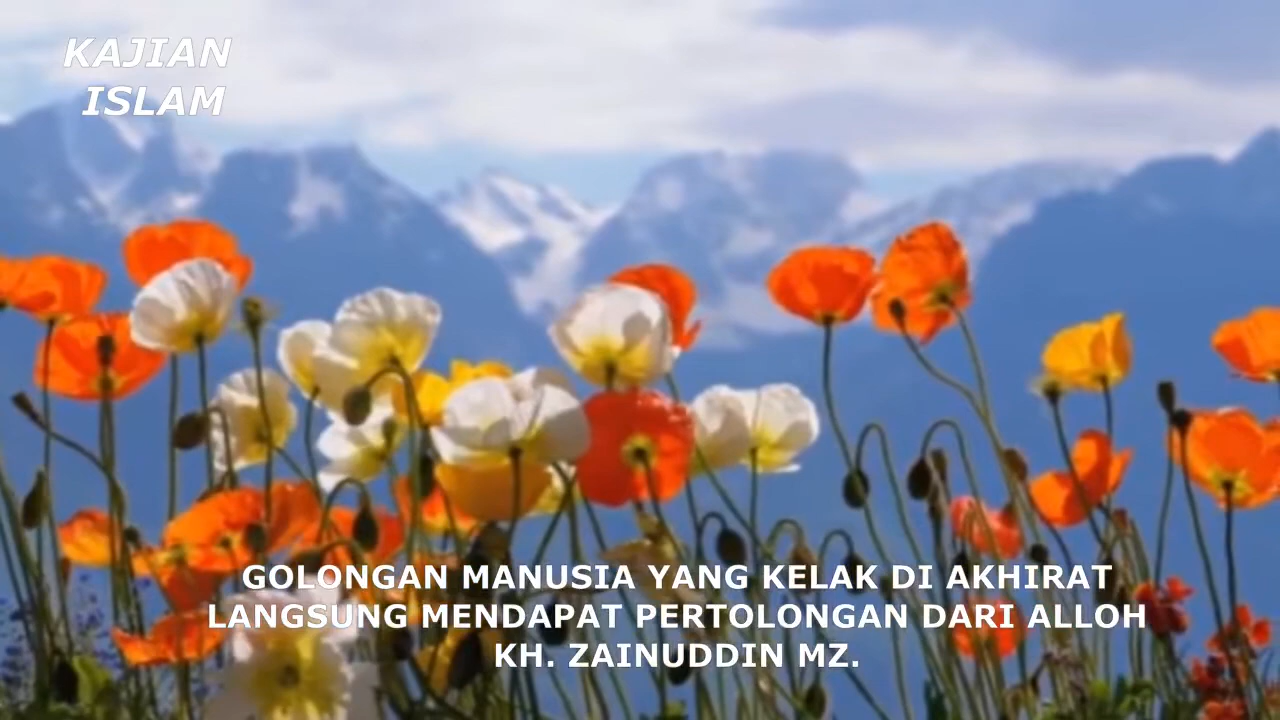 KAJIAN
ISLAM
GOLONGAN MANUSIA YANG KELAK DI AKHIRAT
LANGSUNG MENDAPAT PERTOLONGAN DARI ALLOH
KH. ZAINUDDIN MZ.